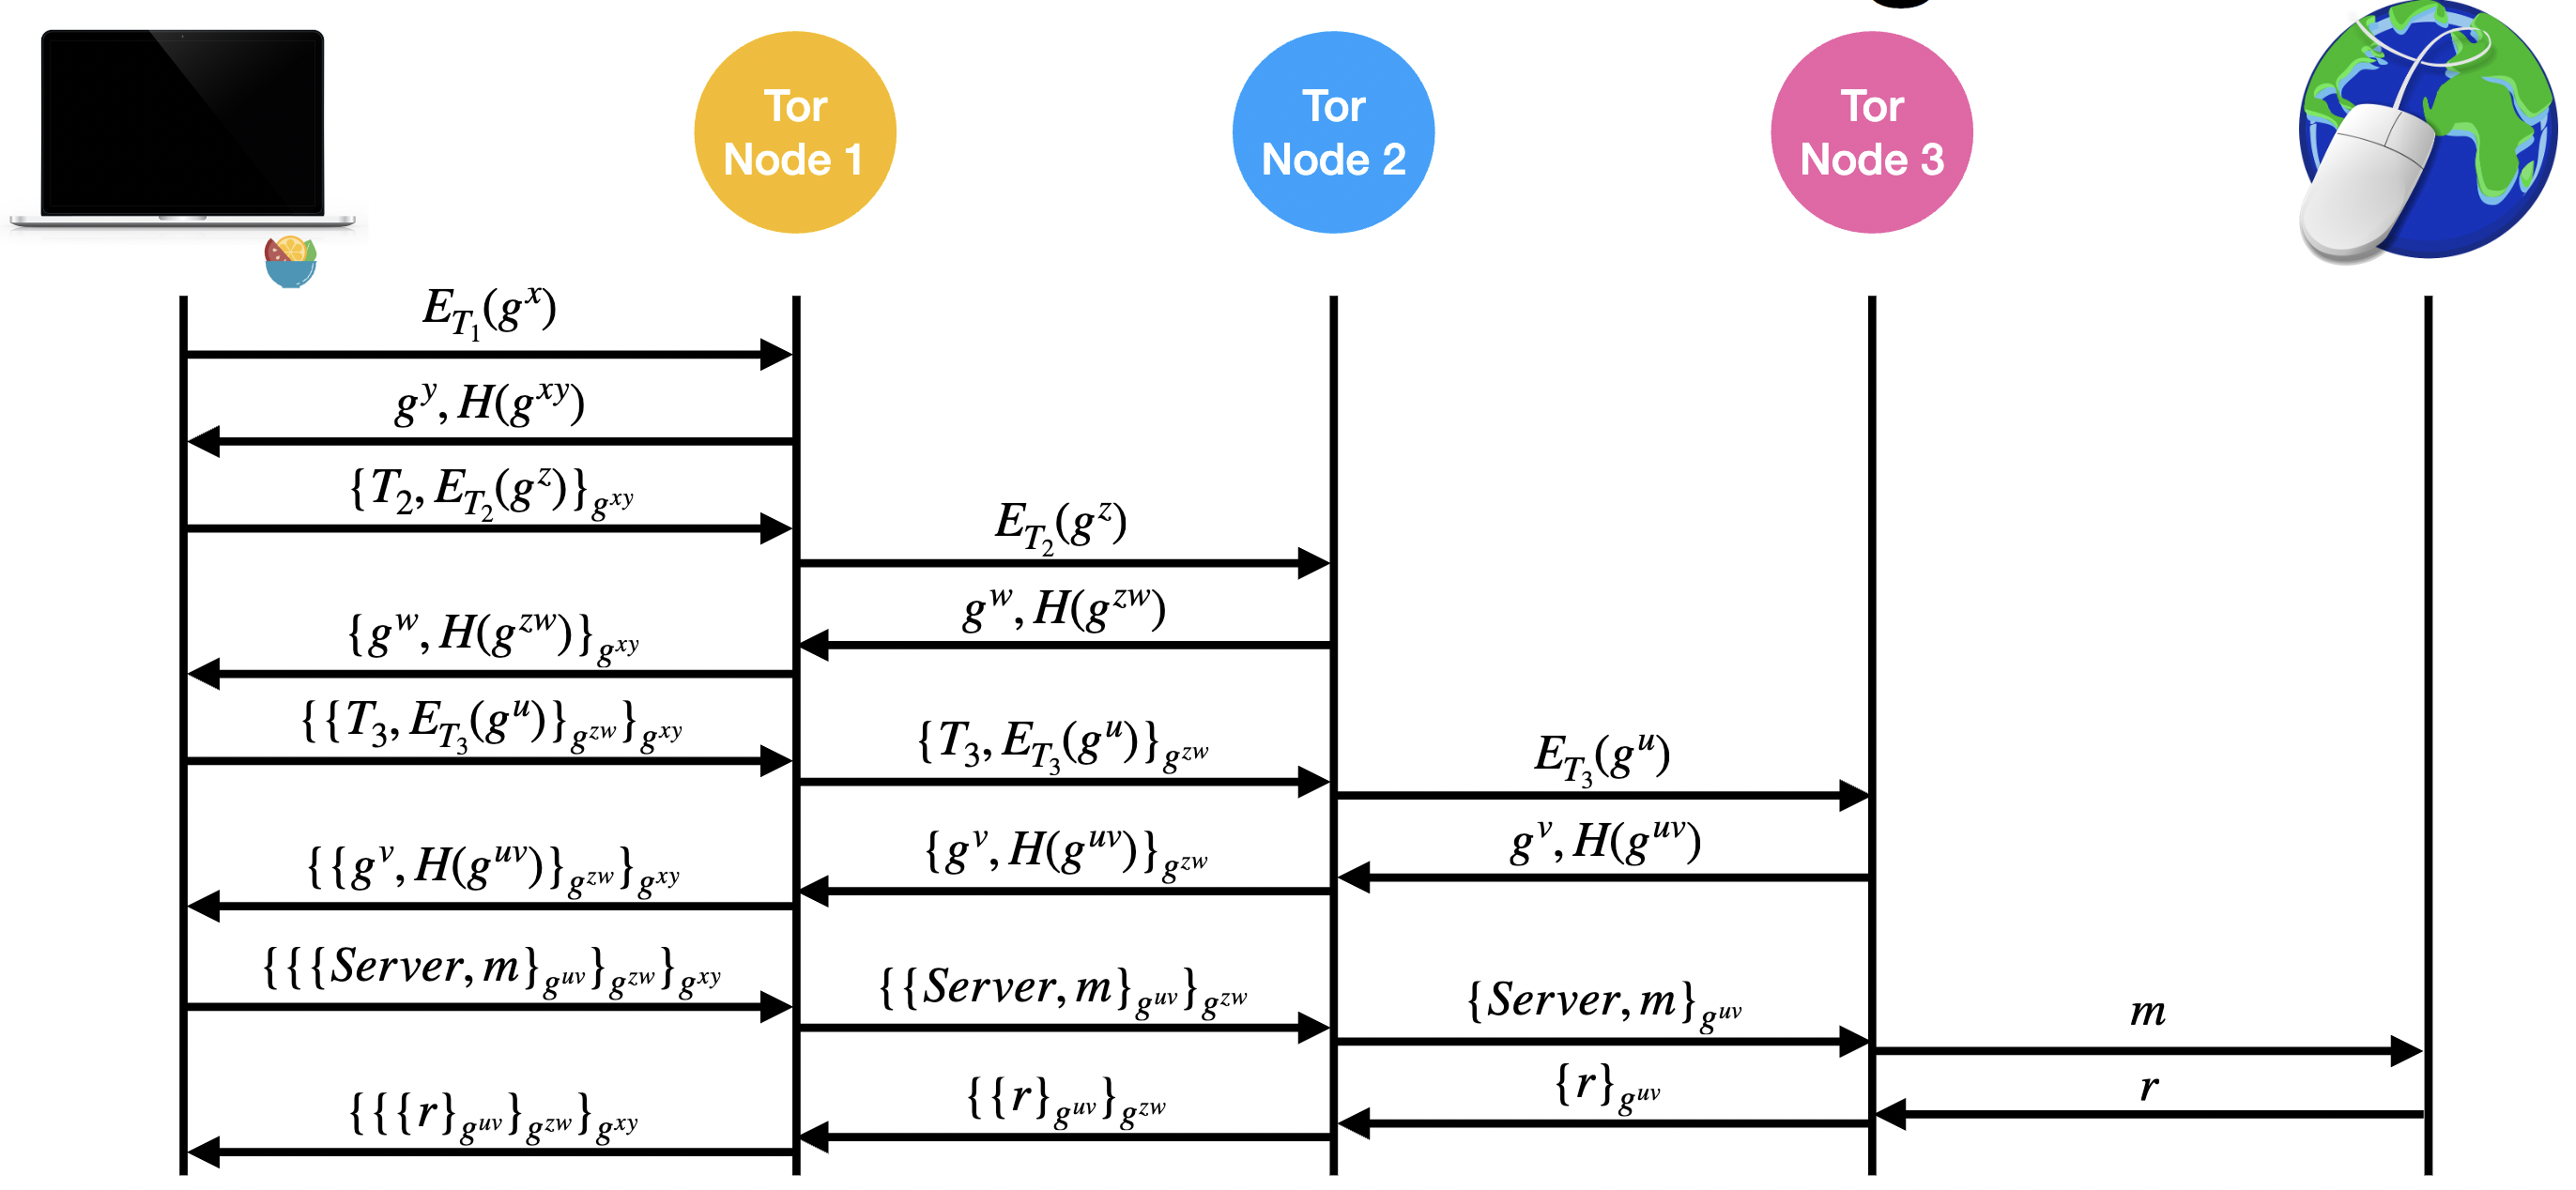 Tor
Node 1
Tor
Node 2
Tor
Node 3
E_{T_1}(g^x)
g^y, H(g^{xy})
{T_2, E_{T_2}(g^z)}_{g^{xy}}
E_{T_2}(g^z)
g^w, H(g^{zw})
{g^w, H(g^{zw})}_{g^{xy}}
{{T_3, E_{T_3}(g^u)}_{g^{zw}}}_{g^{xy}}
{T_3, E_{T_3}(g^u)}_{g^{zw}}
E_{T_3}(g^u)
g^v, H(g^{uv})
{g^v, H(g^{uv})}_{g^{zw}}
{{g^v, H(g^{uv})}_{g^{zw}}}_{g^{xy}}
{{{Server, m}_{g^{uv}}}_{g^{zw}}}_{g^{xy}}
{{Server, m}_{g^{uv}}}_{g^{zw}}
{Server, m}_{g^{uv}}
m
r
{r}_{g^{uv}}
{{r}_{g^{uv}}}_{g^{zw}}
{{{r}_{g^{uv}}}_{g^{zw}}}_{g^{xy}}